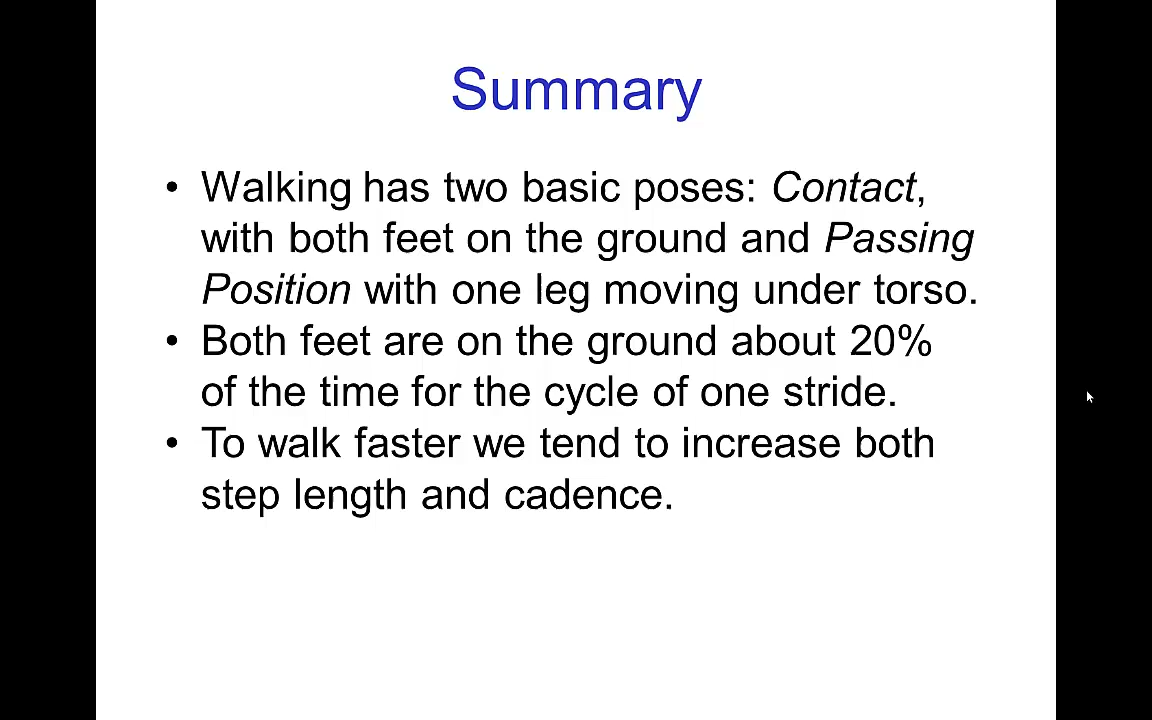 Summary
• Walking has two basic poses: Contact,
with both feet on the ground and Passing
Position with one leg moving under torso.
• Both feet are on the ground about 20%
of the time for the cycle of one stride.
• To walk faster we tend to increase both
step length and cadence.